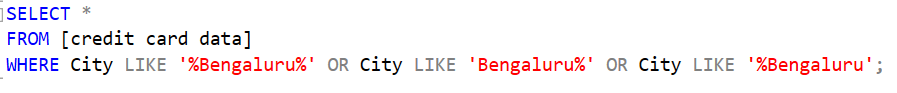 SELECT *
FROM [credit card data]
WHERE City LIKE '%Bengaluru%' OR City LIKE 'Bengaluru%' OR City LIKE '%Bengaluru';